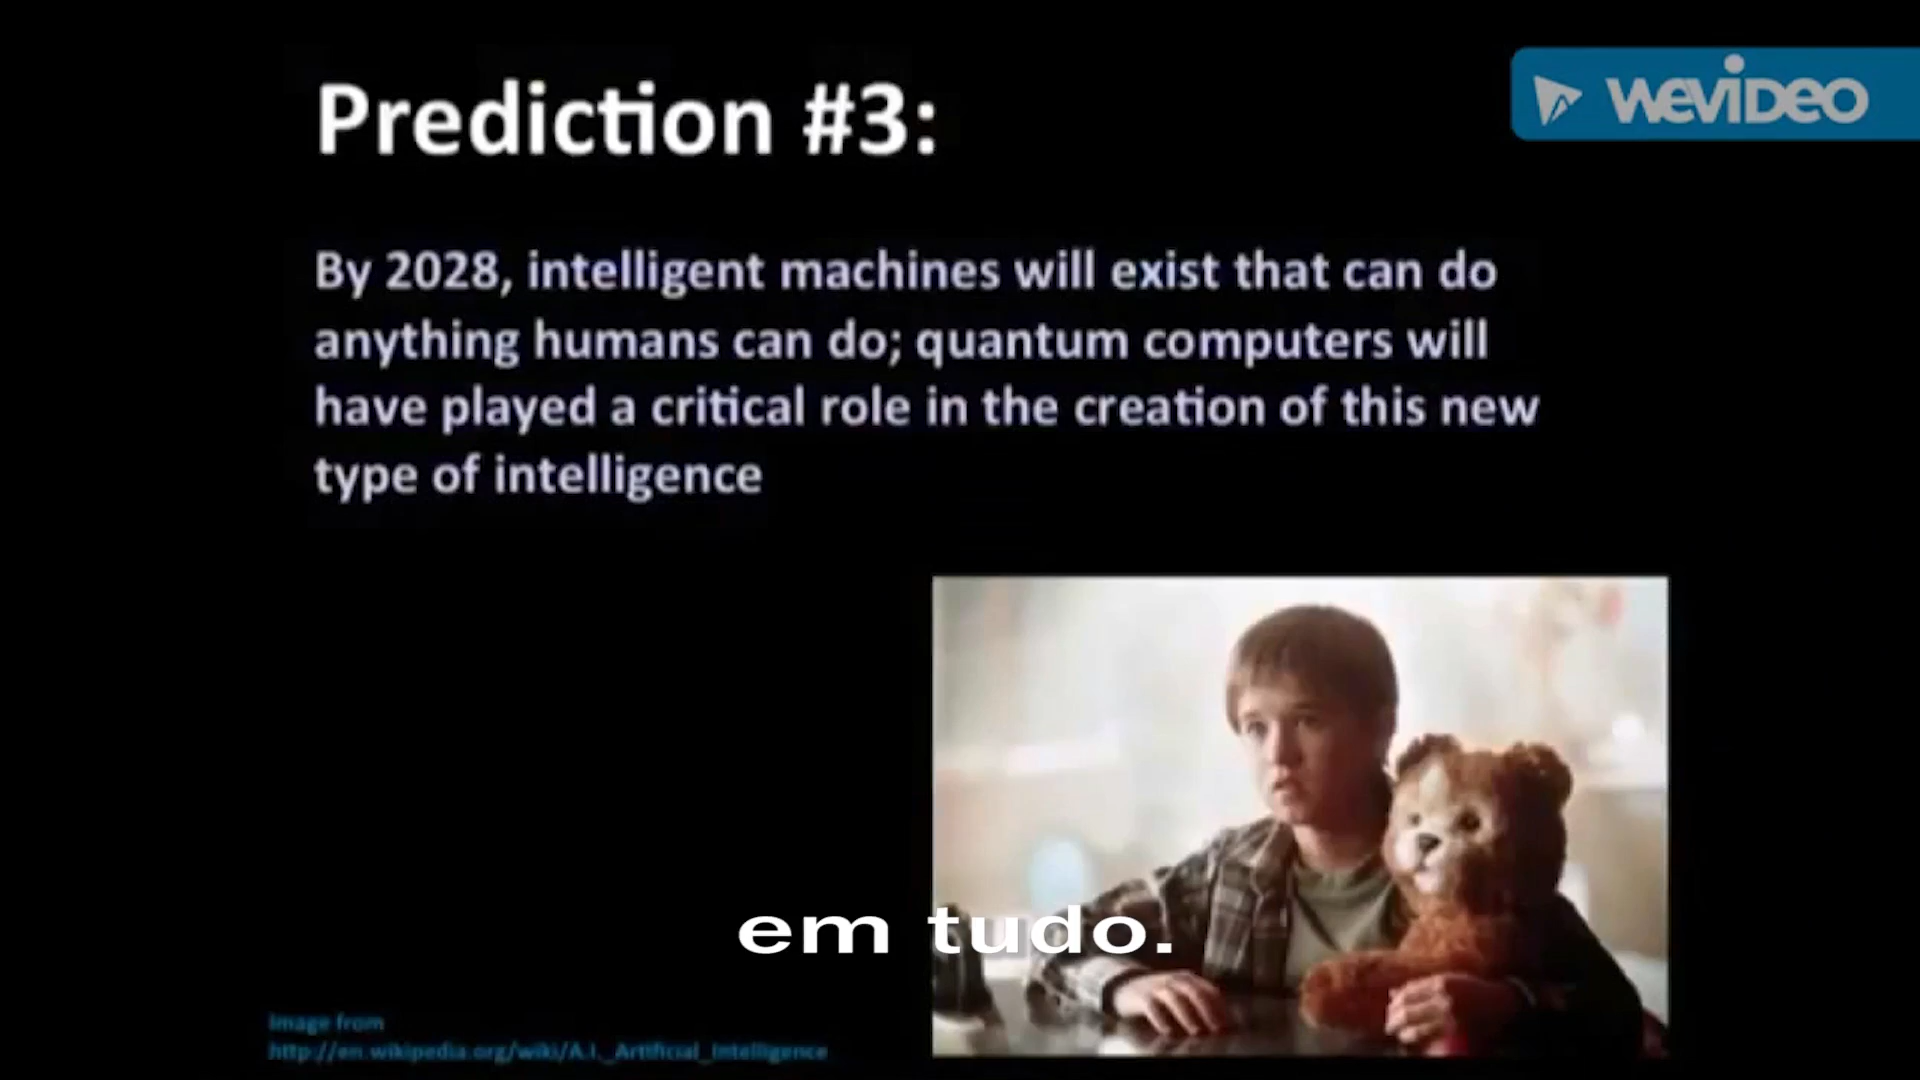 Prediction #3:
WEVIDEO
By 2028, intelligent machines will exist that can do
anything humans can do; quantum computers will
have played a critical role in the creation of this new
type of intelligence
em tudo.
Image from
http://en.wikipedia.org/wiki/A.I._Artificial_Intelligence